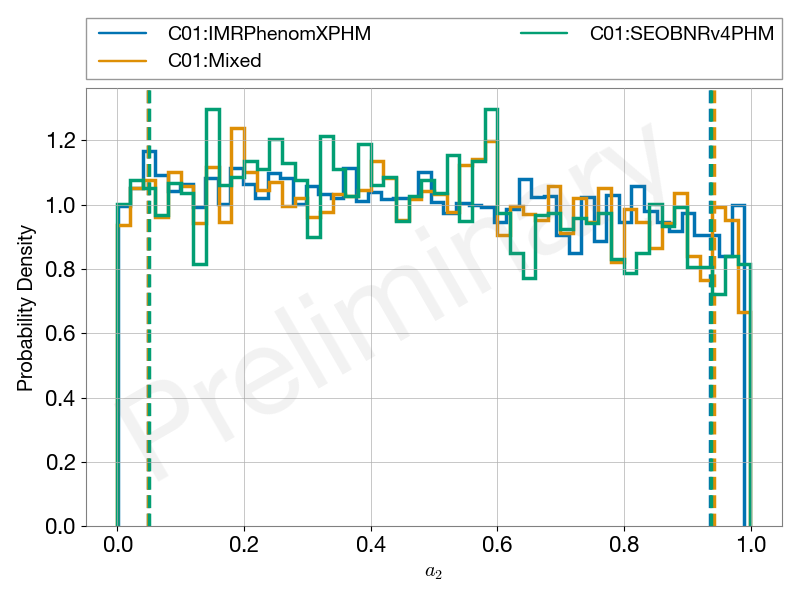 C01:IMRPhenomXPHM
C01:Mixed
C01:SEOBNRv4PHM
1.2
1.0
0.8
0.6
0.4
0.2
0.0
Probability Density
Preliminary
0.0 0.2 0.4 0.6 0.8 1.0
a₂